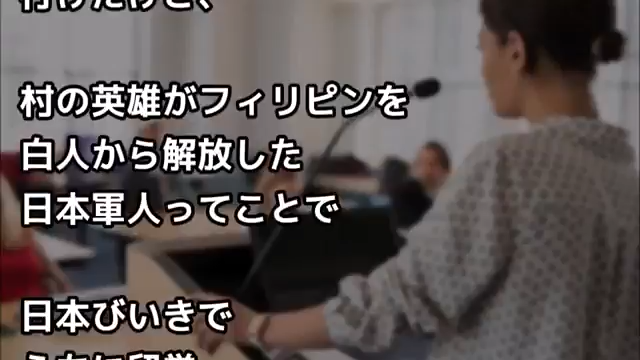 村の英雄がフィリピンを
白人から解放した
日本軍人ってことで
日本びいきで